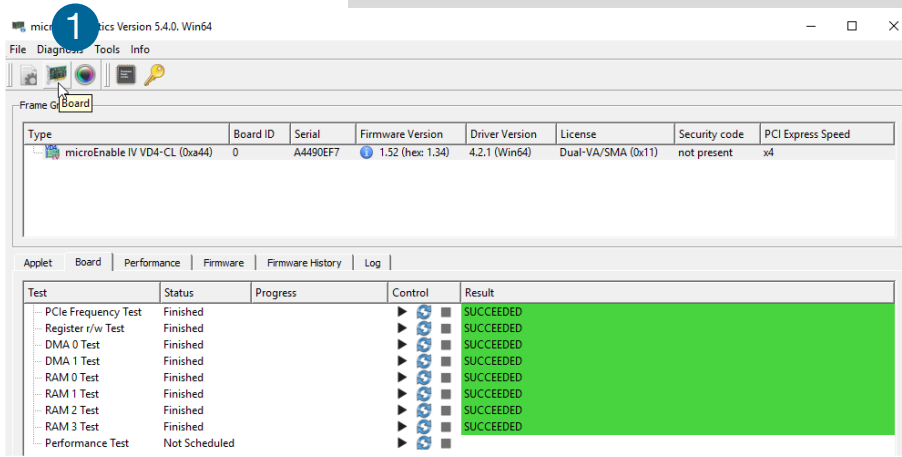 1
micr tics Version 5.4.0. Win64
File Diagnosis Tools Info
Board
Frame Gr
Type Board ID Serial Firmware Version Driver Version License Security code PCI Express Speed
microEnable IV VD4-CL (0xa44) 0 A4490EF7 1.52 (hex: 1.34) 4.2.1 (Win64) Dual-VA/SMA (0x11) not present x4
Applet Board Performance Firmware Firmware History Log
Test Status Progress Control Result
PCIe Frequency Test Finished SUCCEEDED
Register r/w Test Finished SUCCEEDED
DMA 0 Test Finished SUCCEEDED
DMA 1 Test Finished SUCCEEDED
RAM 0 Test Finished SUCCEEDED
RAM 1 Test Finished SUCCEEDED
RAM 2 Test Finished SUCCEEDED
RAM 3 Test Finished SUCCEEDED
Performance Test Not Scheduled